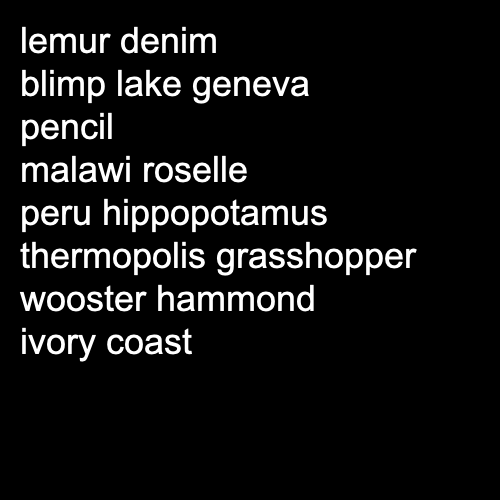 lemur denim
blimp lake geneva
pencil
malawi roselle
peru hippopotamus
thermopolis grasshopper
wooster hammond
ivory coast